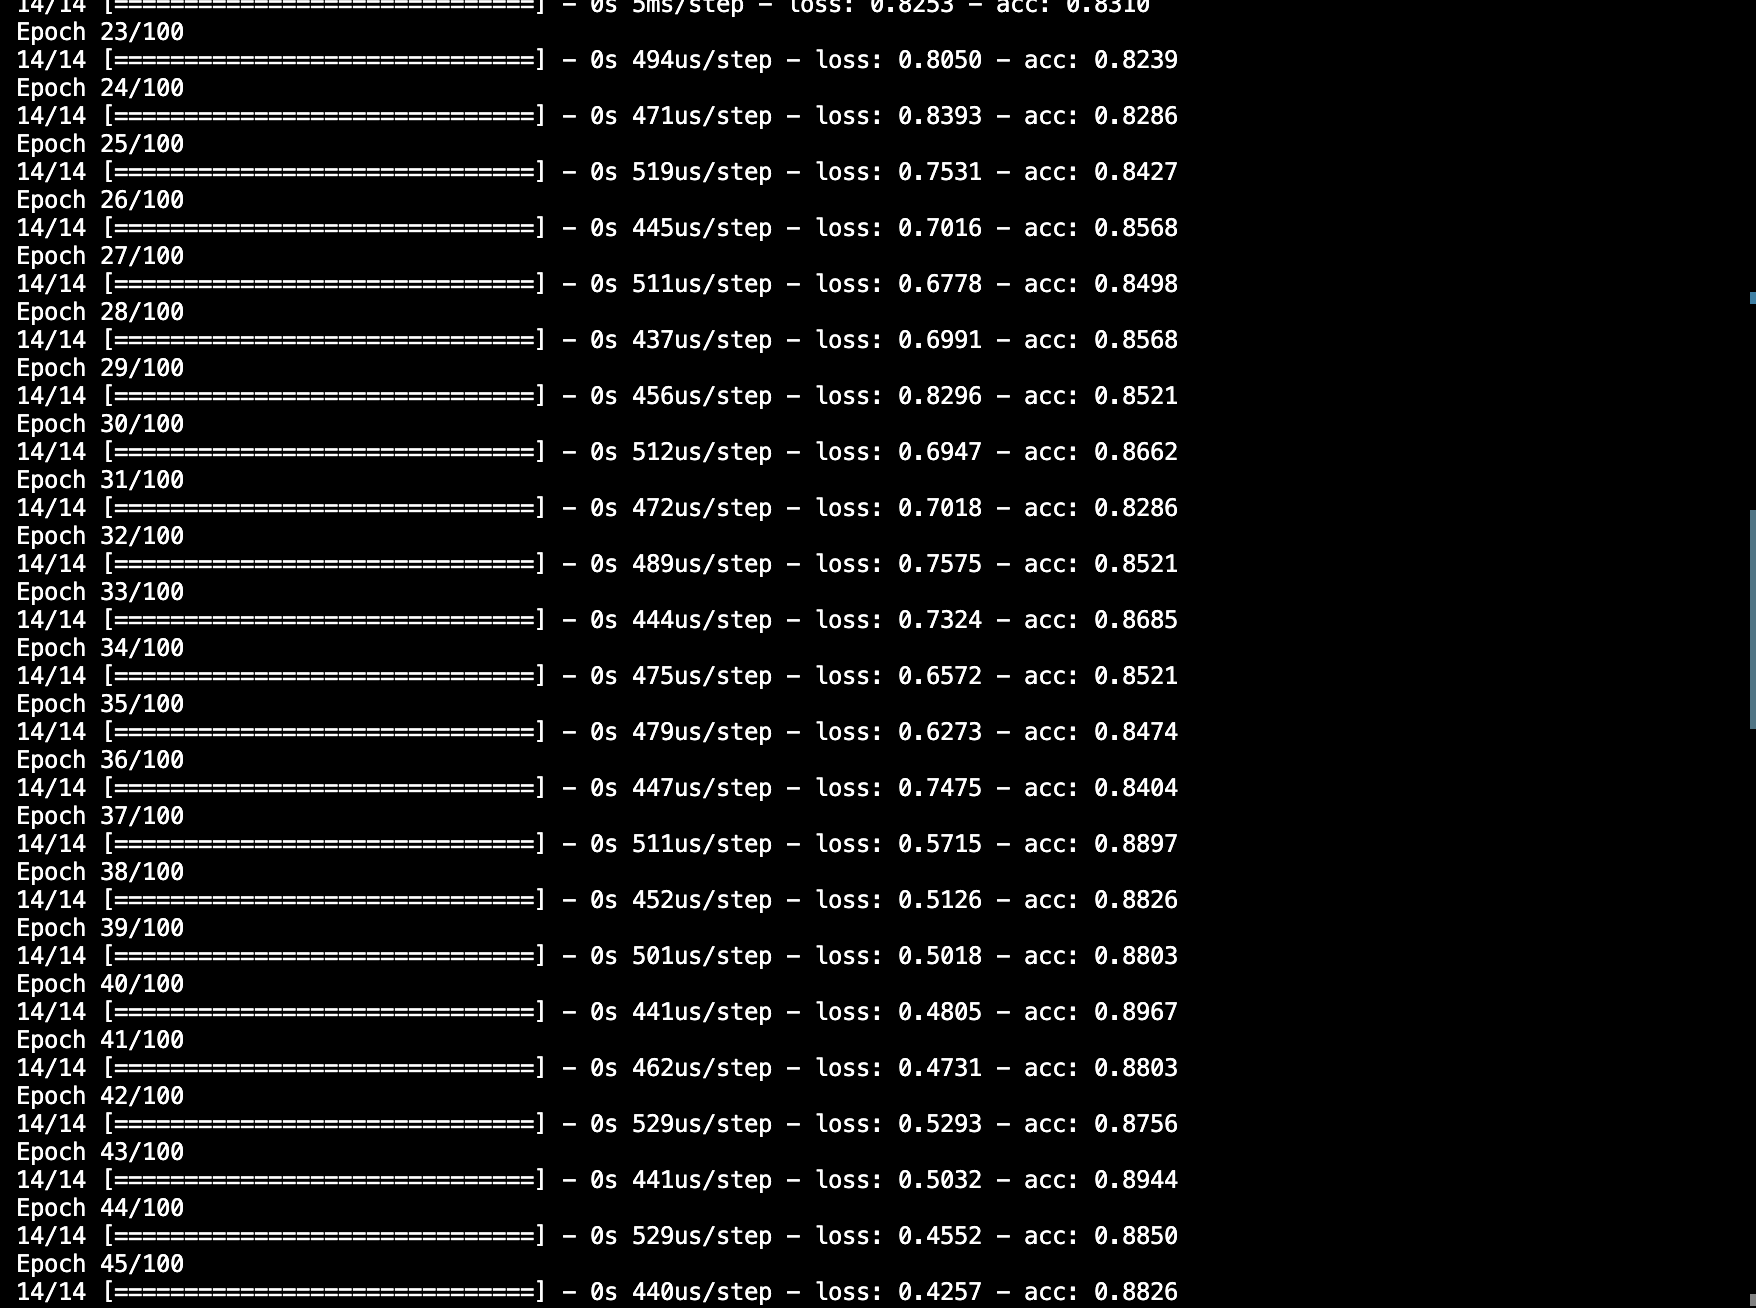 14/14 [==============================] - 0s 5ms/step - loss: 0.8253 - acc: 0.8310
Epoch 23/100
14/14 [==============================] - 0s 494us/step - loss: 0.8050 - acc: 0.8239
Epoch 24/100
14/14 [==============================] - 0s 471us/step - loss: 0.8393 - acc: 0.8286
Epoch 25/100
14/14 [==============================] - 0s 519us/step - loss: 0.7531 - acc: 0.8427
Epoch 26/100
14/14 [==============================] - 0s 445us/step - loss: 0.7016 - acc: 0.8568
Epoch 27/100
14/14 [==============================] - 0s 511us/step - loss: 0.6778 - acc: 0.8498
Epoch 28/100
14/14 [==============================] - 0s 437us/step - loss: 0.6991 - acc: 0.8568
Epoch 29/100
14/14 [==============================] - 0s 456us/step - loss: 0.8296 - acc: 0.8521
Epoch 30/100
14/14 [==============================] - 0s 512us/step - loss: 0.6947 - acc: 0.8662
Epoch 31/100
14/14 [==============================] - 0s 472us/step - loss: 0.7018 - acc: 0.8286
Epoch 32/100
14/14 [==============================] - 0s 489us/step - loss: 0.7575 - acc: 0.8521
Epoch 33/100
14/14 [==============================] - 0s 444us/step - loss: 0.7324 - acc: 0.8685
Epoch 34/100
14/14 [==============================] - 0s 475us/step - loss: 0.6572 - acc: 0.8521
Epoch 35/100
14/14 [==============================] - 0s 479us/step - loss: 0.6273 - acc: 0.8474
Epoch 36/100
14/14 [==============================] - 0s 447us/step - loss: 0.7475 - acc: 0.8404
Epoch 37/100
14/14 [==============================] - 0s 511us/step - loss: 0.5715 - acc: 0.8897
Epoch 38/100
14/14 [==============================] - 0s 452us/step - loss: 0.5126 - acc: 0.8826
Epoch 39/100
14/14 [==============================] - 0s 501us/step - loss: 0.5018 - acc: 0.8803
Epoch 40/100
14/14 [==============================] - 0s 441us/step - loss: 0.4805 - acc: 0.8967
Epoch 41/100
14/14 [==============================] - 0s 462us/step - loss: 0.4731 - acc: 0.8803
Epoch 42/100
14/14 [==============================] - 0s 529us/step - loss: 0.5293 - acc: 0.8756
Epoch 43/100
14/14 [==============================] - 0s 441us/step - loss: 0.5032 - acc: 0.8944
Epoch 44/100
14/14 [==============================] - 0s 529us/step - loss: 0.4552 - acc: 0.8850
Epoch 45/100
14/14 [==============================] - 0s 440us/step - loss: 0.4257 - acc: 0.8826